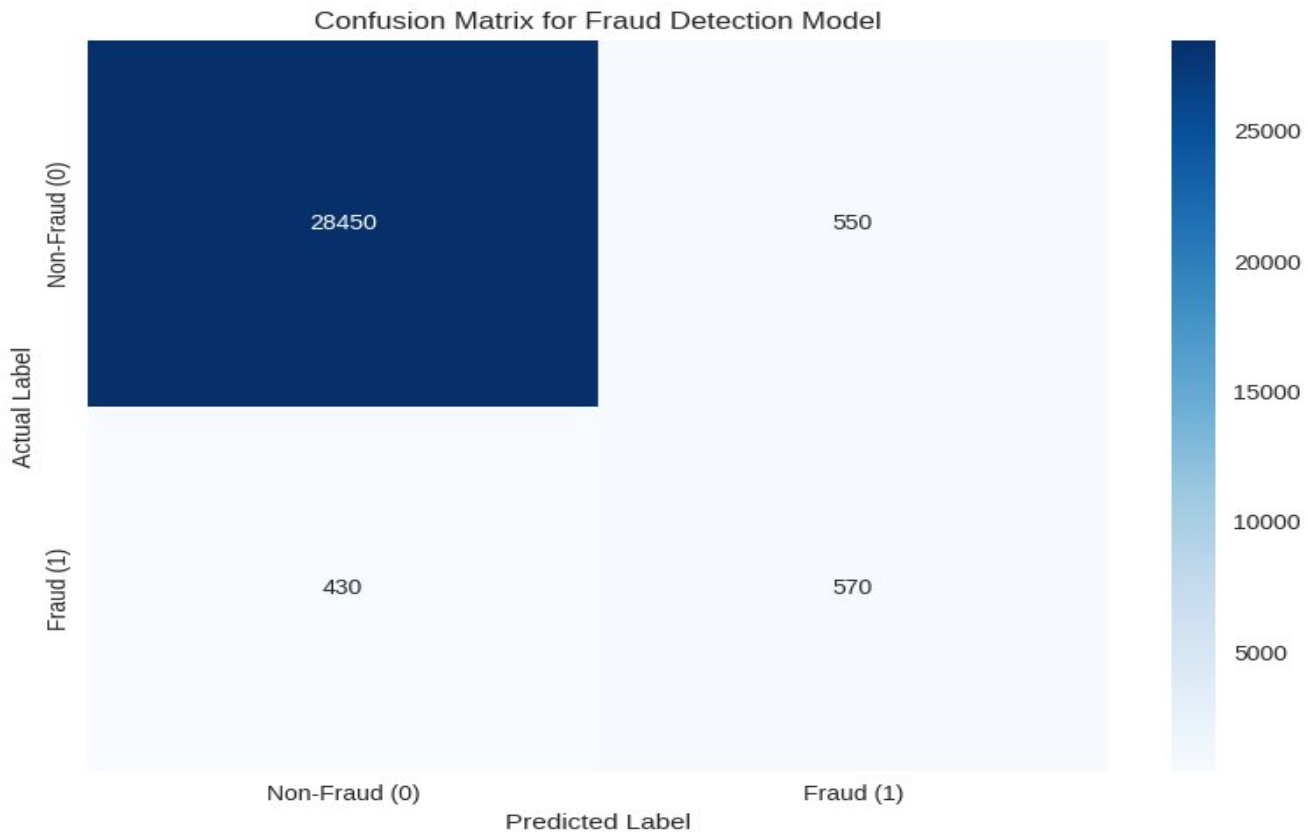 Confusion Matrix for Fraud Detection Model
Actual Label
Non-Fraud (0)
28450
550
Fraud (1)
430
570
Non-Fraud (0)
Fraud (1)
Predicted Label
25000
20000
15000
10000
5000